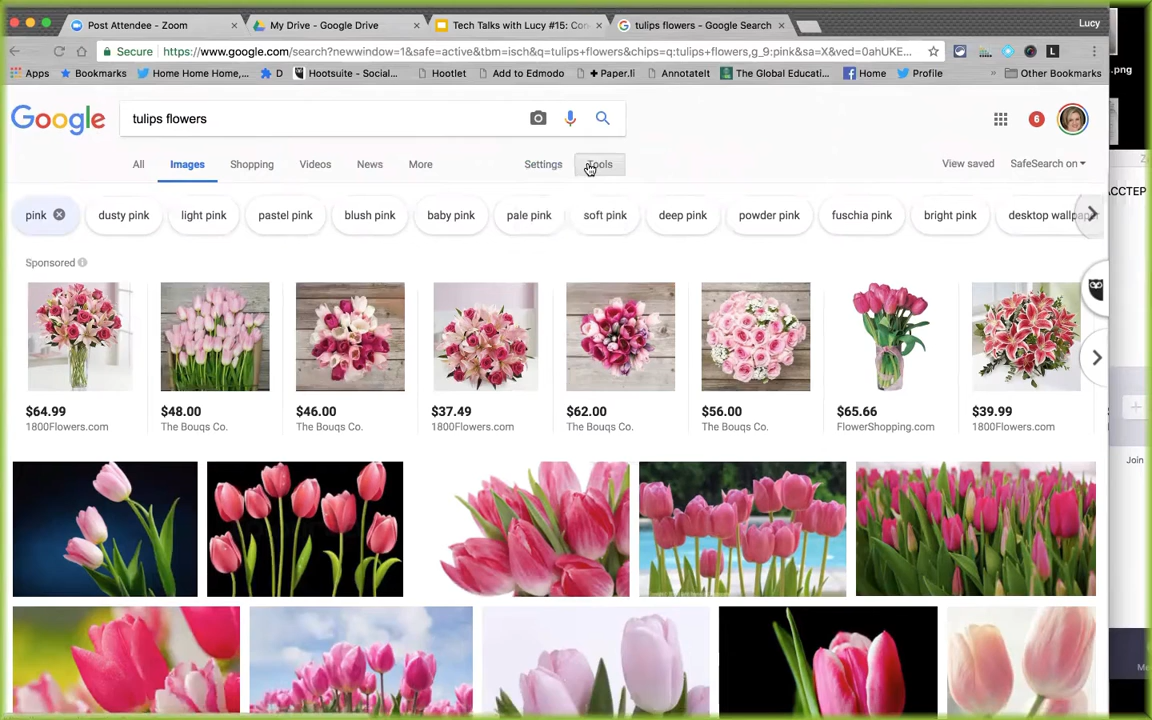 Post Attendee - Zoom × My Drive - Google Drive × Tech Talks with Lucy #15: Con × tulips flowers - Google Search × Lucy
Secure https://www.google.com/search?newwindow=1&safe=active&tbm=isch&q=tulips+flowers&chips=q:tulips+flowers,g_9:pink&sa=X&ved=0ahUKE...
Apps Bookmarks Home Home Home,... D Hootsuite - Social... Hootlet Add to Edmodo + Paper.li AnnotateIt The Global Educati... Home Profile » Other Bookmarks
.png
Google tulips flowers 6
All Images Shopping Videos News More Settings Tools View saved SafeSearch on
pink dusty pink light pink pastel pink blush pink baby pink pale pink soft pink deep pink powder pink fuschia pink bright pink desktop wallpap
Sponsored
$64.99 $48.00 $46.00 $37.49 $62.00 $56.00 $65.66 $39.99
1800Flowers.com The Bouqs Co. The Bouqs Co. 1800Flowers.com The Bouqs Co. The Bouqs Co. FlowerShopping.com 1800Flowers.com
Join